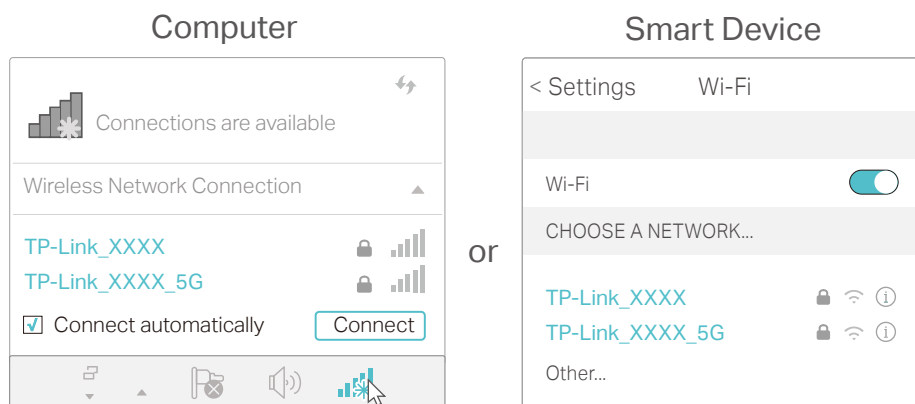 Computer
Connections are available
Wireless Network Connection
TP-Link_XXXX
TP-Link_XXXX_5G
Connect automatically Connect
or
Smart Device
< Settings Wi-Fi
Wi-Fi
CHOOSE A NETWORK...
TP-Link_XXXX
TP-Link_XXXX_5G
Other...